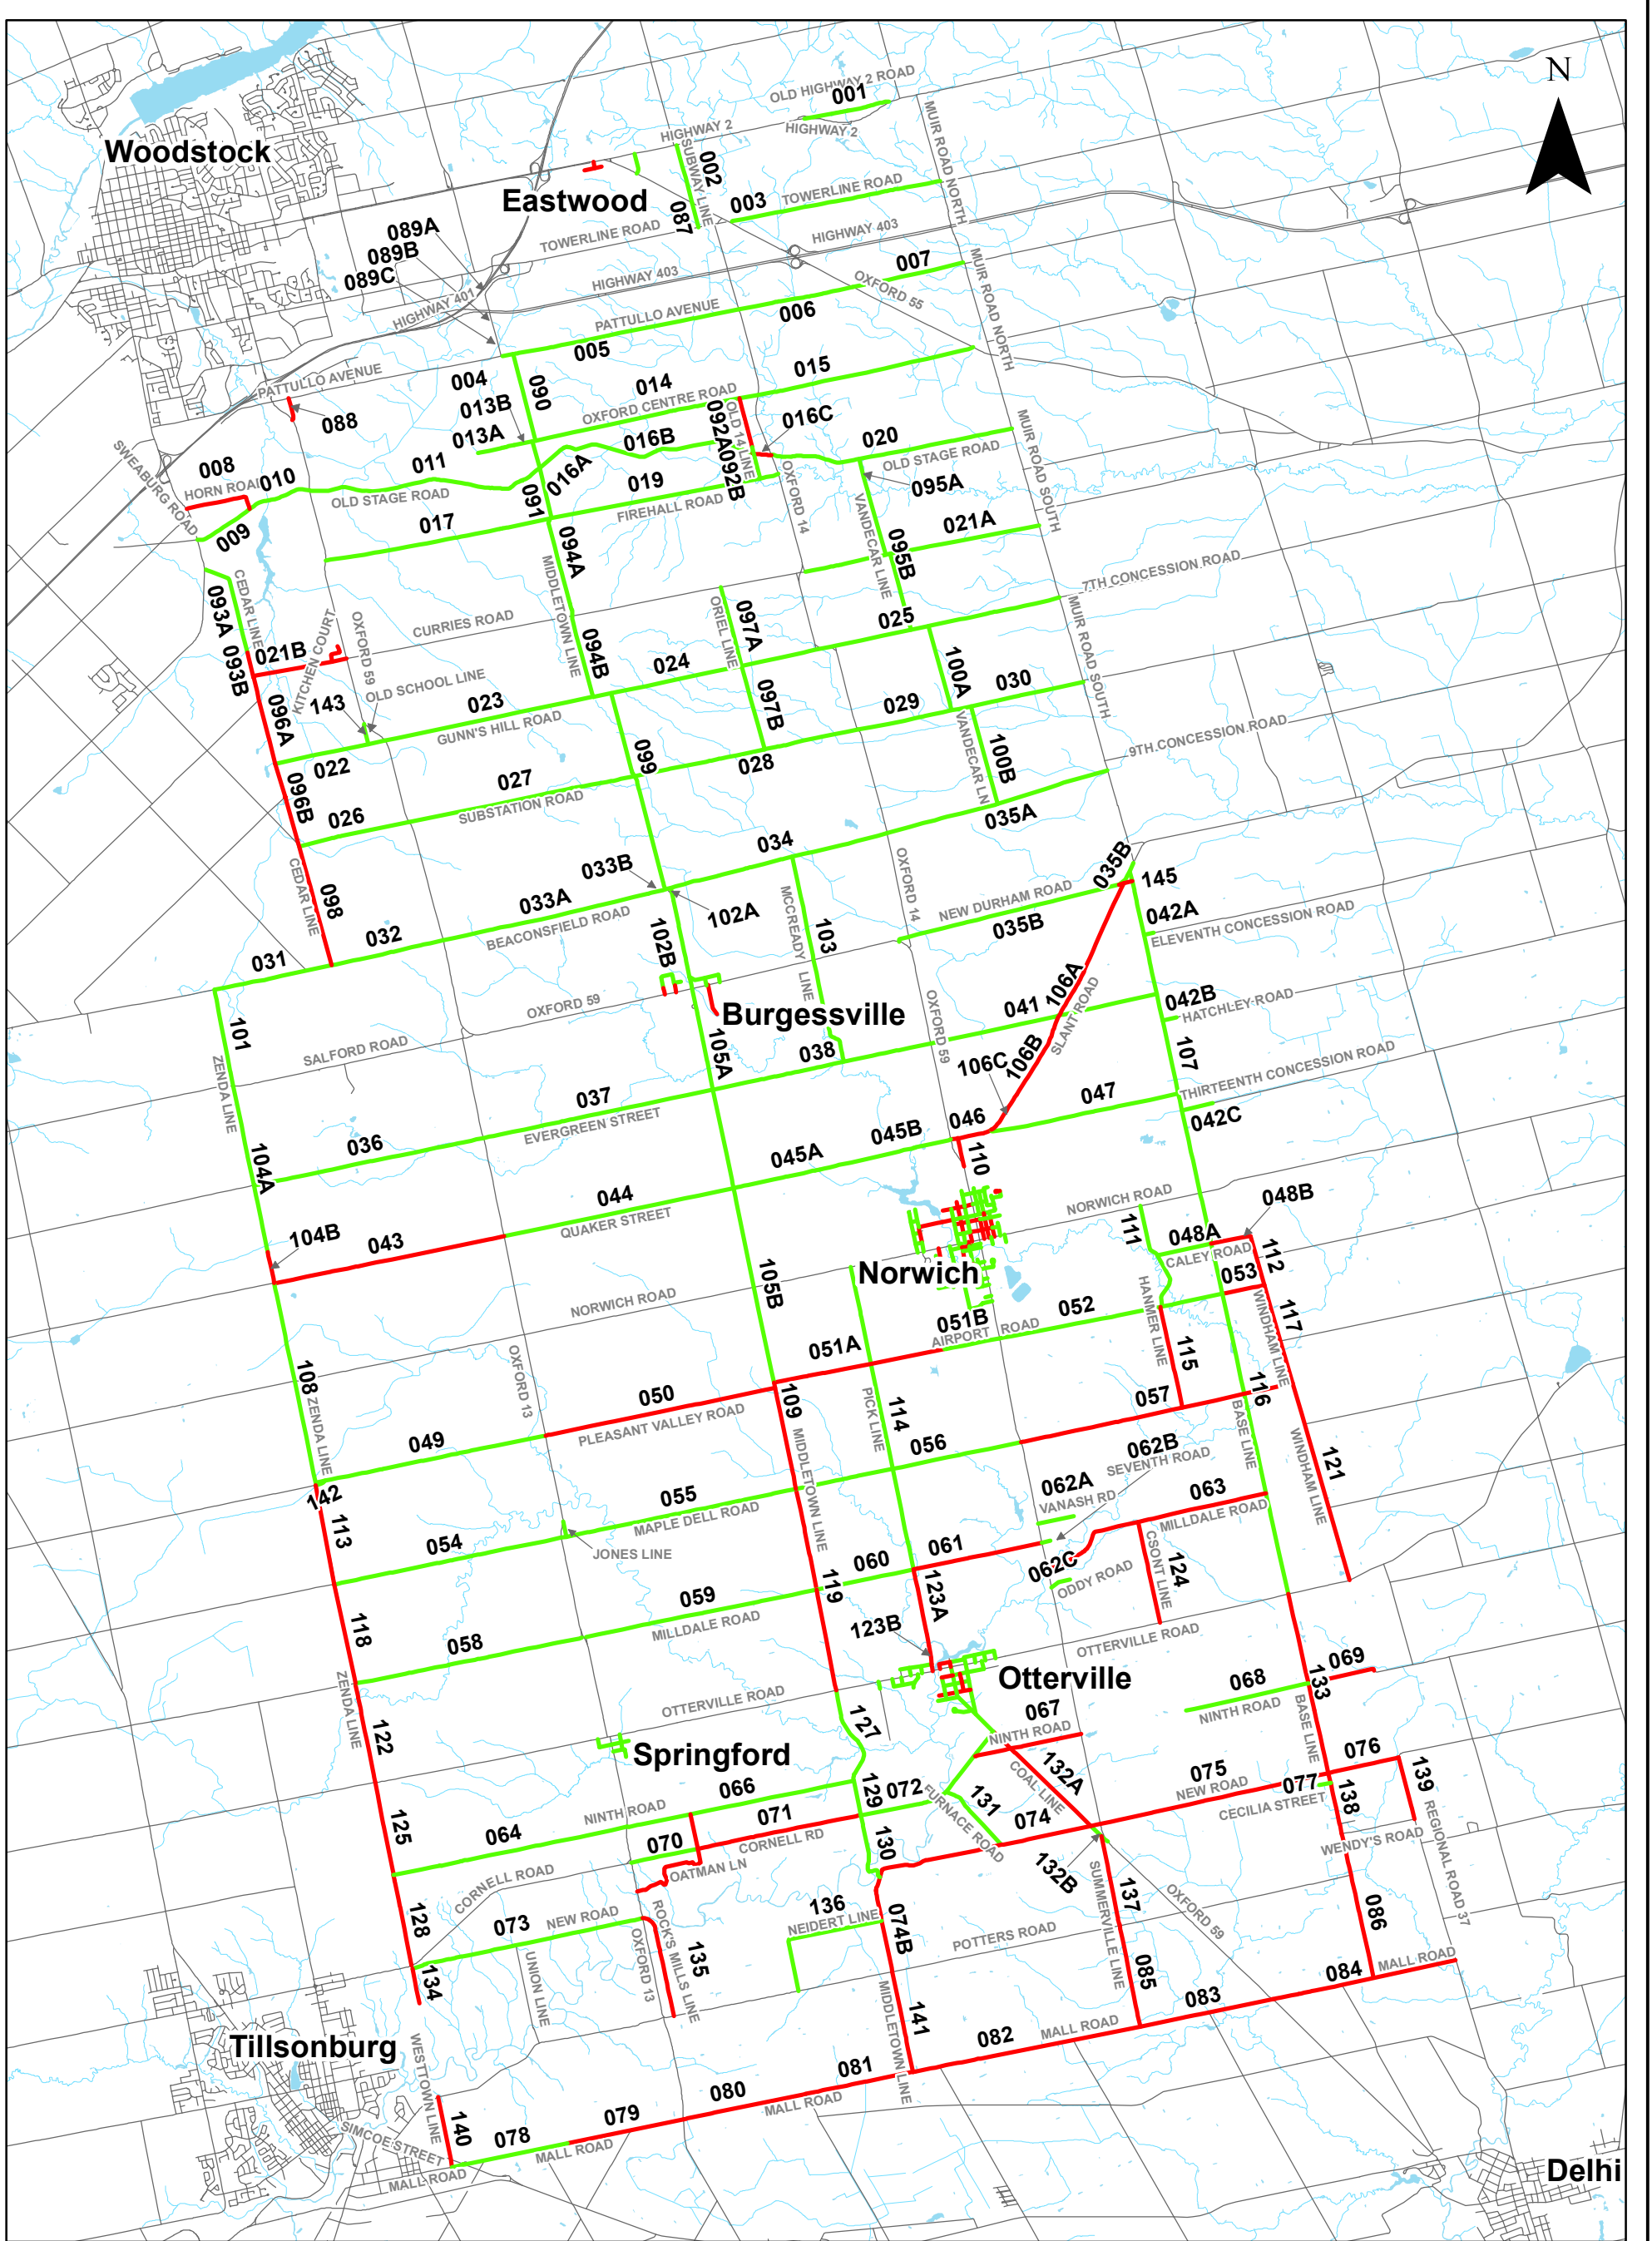 N
OLD HIGHWAY 2 ROAD
001
HIGHWAY 2
HIGHWAY 2
Woodstock
SUBWAY LINE
002
MUIR ROAD NORTH
Eastwood
087
003
TOWERLINE ROAD
089A
TOWERLINE ROAD
HIGHWAY 403
089B
089C
HIGHWAY 403
007
MUIR ROAD NORTH
HIGHWAY 401
OXFORD 55
PATTULLO AVENUE
006
005
PATTULLO AVENUE
004
090
014
015
013B
OXFORD CENTRE ROAD
088
013A
092A
OLD 14 LINE
016C
MUIR ROAD SOUTH
SWEABURG ROAD
008
HORN ROAD
010
011
016B
020
OLD STAGE ROAD
OLD STAGE ROAD
016A
019
092B
OXFORD 14
095A
009
091
017
FIREHALL ROAD
VANDECAR LINE
021A
094A
095B
MIDDLETOWN LINE
7TH CONCESSION ROAD
093A
CEDAR LINE
KITCHEN COURT
OXFORD 59
CURRIES ROAD
ORIEL LINE
097A
025
MUIR ROAD SOUTH
093B
021B
094B
024
OLD SCHOOL LINE
100A
030
096A
143
023
097B
029
GUNN'S HILL ROAD
VANDECAR LN
9TH CONCESSION ROAD
022
099
028
100B
096B
027
026
SUBSTATION ROAD
035A
034
CEDAR LINE
033B
OXFORD 14
035B
098
033A
102A
MCCREADY LINE
103
NEW DURHAM ROAD
145
032
BEACONSFIELD ROAD
102B
035B
042A
ELEVENTH CONCESSION ROAD
031
OXFORD 59
Burgessville
041
106A
042B
HATCHLEY ROAD
101
SALFORD ROAD
105A
038
OXFORD 59
106C
106B
SLANT ROAD
107
THIRTEENTH CONCESSION ROAD
ZENDA LINE
037
047
036
EVERGREEN STREET
045B
046
042C
104A
045A
110
044
NORWICH ROAD
048B
104B
043
QUAKER STREET
111
048A
CALEY ROAD
112
Norwich
053
105B
NORWICH ROAD
HANMER LINE
052
117
WINDHAM LINE
051B
AIRPORT ROAD
051A
115
108
ZENDA LINE
OXFORD 13
050
PLEASANT VALLEY ROAD
109
PICK LINE
114
057
116
049
MIDDLETOWN LINE
056
062B
SEVENTH ROAD
BASE LINE
WINDHAM LINE
121
142
055
062A
VANASH RD
063
113
MAPLE DELL ROAD
MILLDALE ROAD
054
JONES LINE
060
061
062C
ODDY ROAD
CSONT LINE
124
119
123A
059
118
MILLDALE ROAD
123B
058
OTTERVILLE ROAD
Otterville
ZENDA LINE
OTTERVILLE ROAD
068
133
069
NINTH ROAD
122
127
067
NINTH ROAD
BASE LINE
Springford
132A
076
066
129
072
COAL LINE
075
NEW ROAD
077
139
NINTH ROAD
071
FURNACE ROAD
131
074
CECILIA STREET
138
125
064
070
CORNELL RD
130
WENDY'S ROAD
REGIONAL ROAD 37
OATMAN LN
132B
CORNELL ROAD
SUMMERVILLE LINE
137
OXFORD 59
128
073
NEW ROAD
ROCK'S MILLS LINE
136
NEIDERT LINE
074B
086
UNION LINE
OXFORD 13
135
POTTERS ROAD
134
085
084
MALL ROAD
MIDDLETOWN LINE
141
083
Tillsonburg
WESTTOWN LINE
082
MALL ROAD
081
080
MALL ROAD
079
SIMCOE STREET
140
078
MALL ROAD
MALL ROAD
Delhi